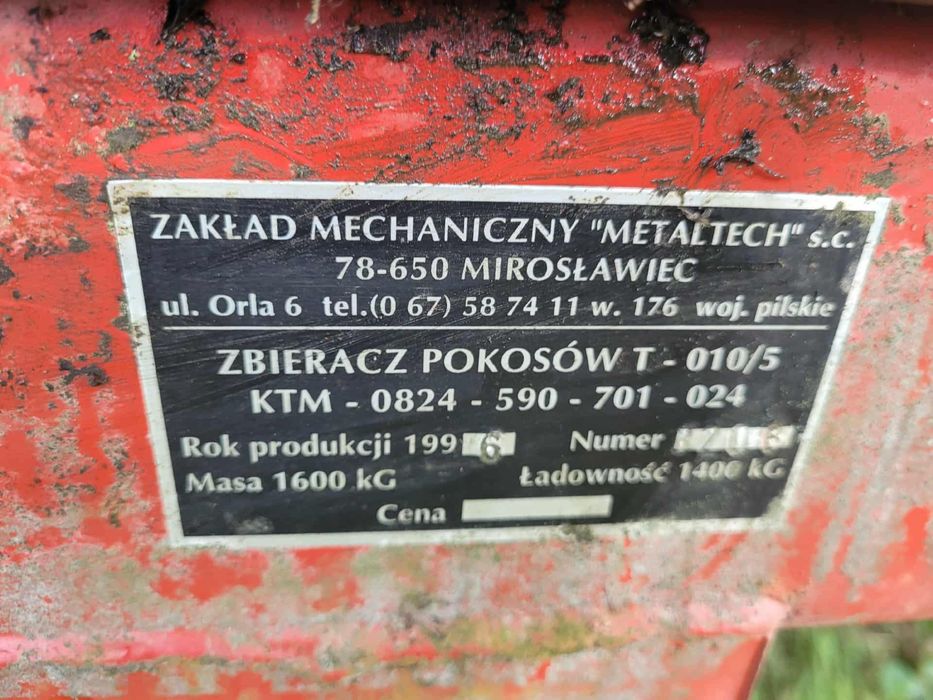 ZAKŁAD MECHANICZNY "METALTECH" s.c.
78-650 MIROSŁAWIEC
ul. Orla 6 tel.(0 67) 58 74 11 w. 176 woj. pilskie
ZBIERACZ POKOSÓW T - 010/5
KTM - 0824 - 590 - 701 - 024
Rok produkcji 199 6 Numer
Masa 1600 kG Ładowność 1400 kG
Cena